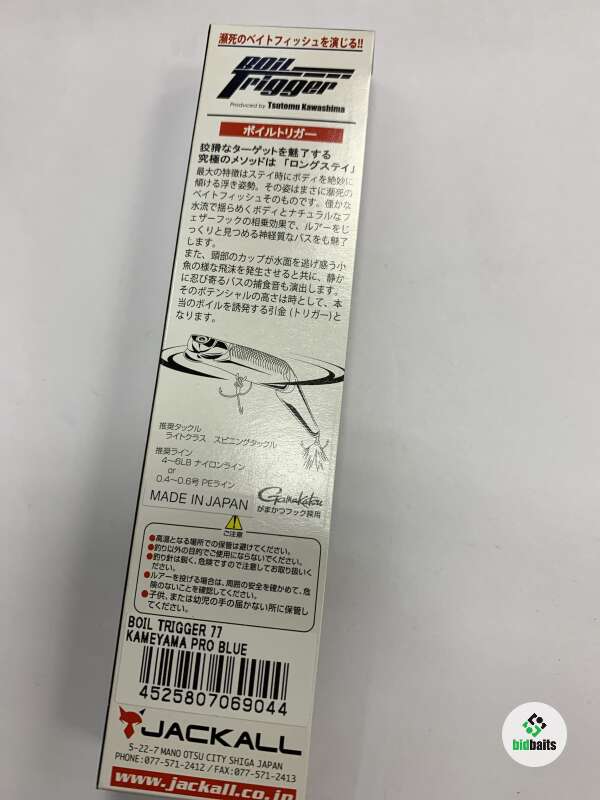 瀕死のベイトフィッシュを演じる!!
Boil
Trigger
Produced by Tsutomu Kawashima
ボイルトリガー
狡猾なターゲットを魅了する
究極のメソッドは「ロングステイ」
最大の特徴はステイ時にボディを絶妙に
傾ける浮き姿勢。その姿はまさに瀕死の
ベイトフィッシュそのものです。僅かな
水流で揺らめくボディとナチュラルなフ
ェザーフックの相乗効果で、ルアーをじ
っくりと見つめる神経質なバスをも魅了
します。
また、頭部のカップが水面を逃げ惑う小
魚の様な飛沫を発生させると共に、静か
に忍び寄るバスの捕食音も演出します。
そのポテンシャルの高さは時として、本
当のボイルを誘発する引金(トリガー)と
なります。
推奨タックル
ライトクラス スピニングタックル
推奨ライン
4〜6LB ナイロンライン
or
0.4〜0.6号 PEライン
MADE IN JAPAN
Gamakatsu
がまかつフック採用
ご注意
●高温となる場所での保管は避けてください。
●釣り以外の目的でご使用にならないでください。
●釣り針は鋭く、危険ですので注意してお取り扱いく
ださい。
●ルアーを投げる場合は、周囲の安全を確かめて、危
険のないことを確認してください。
●子供、または幼児の手の届かない所に保管し
てください。
BOIL TRIGGER 77
KAMEYAMA PRO BLUE
4525807069044
JACKALL
5-22-7 MANO OTSU CITY SHIGA JAPAN
PHONE:077-571-2412 / FAX:077-571-2413
www.jackall.co.jp
bidbaits